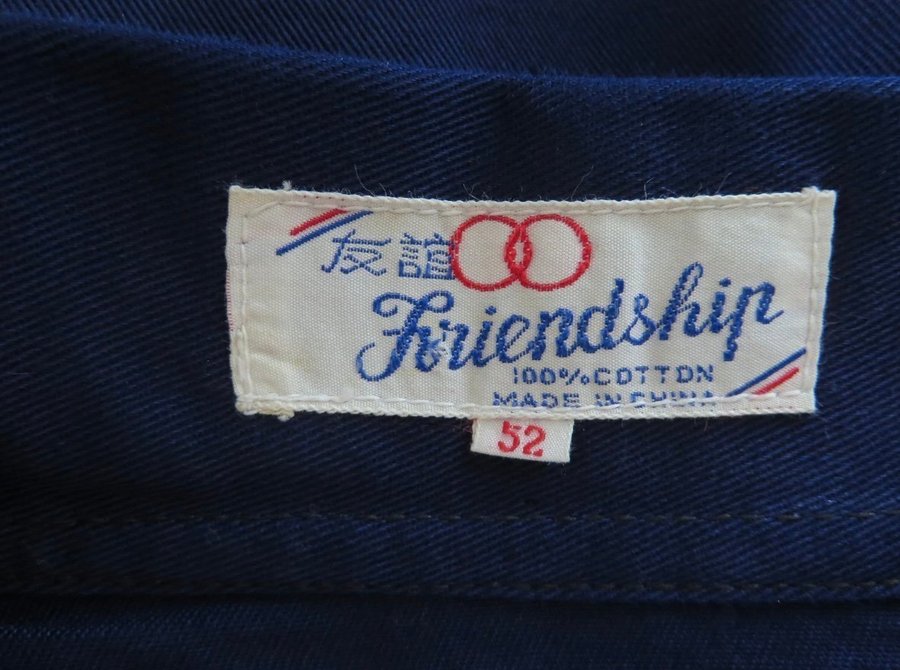 友誼
Friendship
100% COTTON
MADE IN CHINA
52